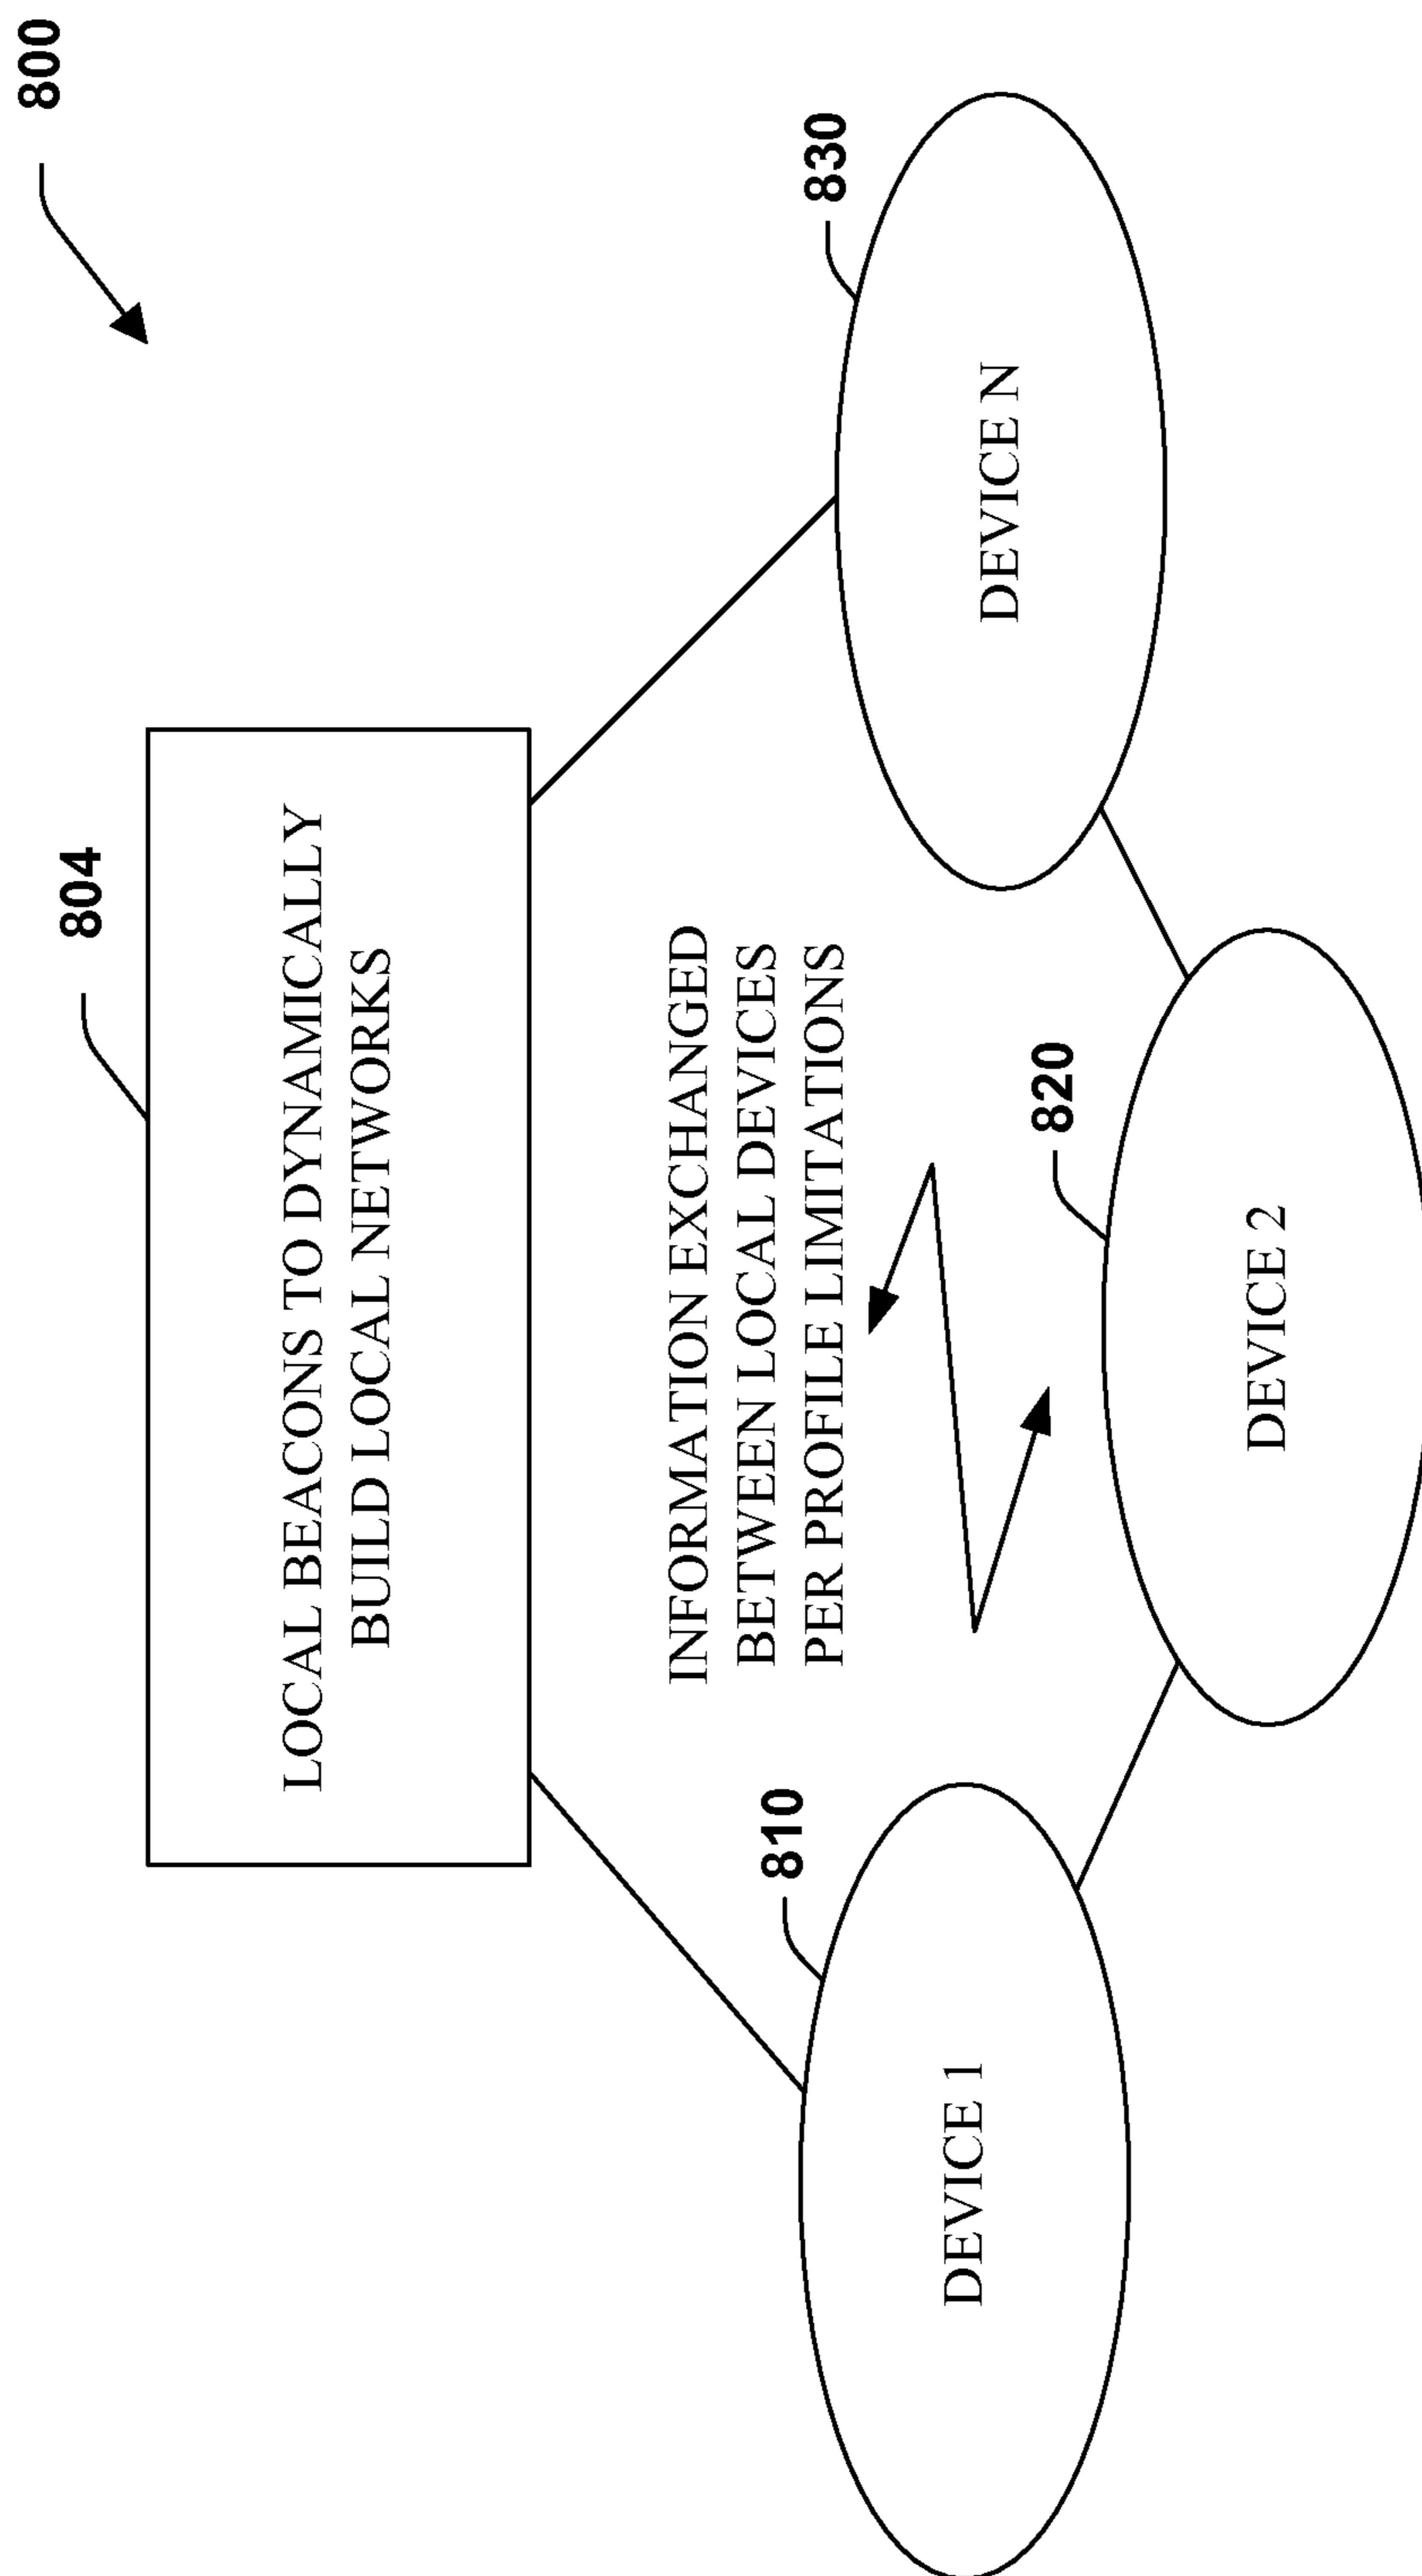 800
804
LOCAL BEACONS TO DYNAMICALLY
BUILD LOCAL NETWORKS
INFORMATION EXCHANGED
BETWEEN LOCAL DEVICES
PER PROFILE LIMITATIONS
810
DEVICE 1
820
DEVICE 2
830
DEVICE N